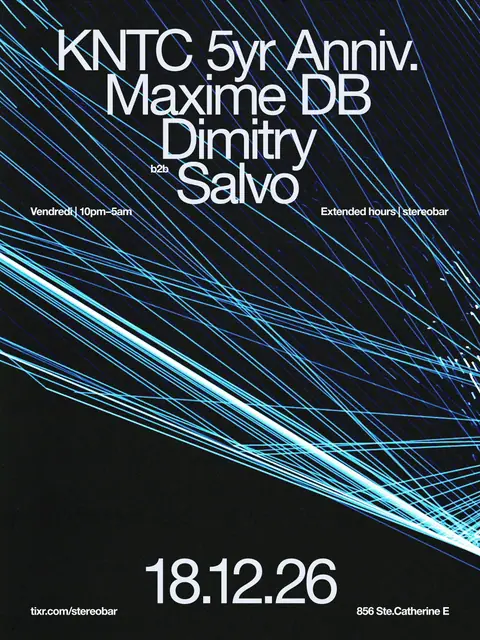 KNTC 5yr Anniv.
Maxime DB
Dimitry
b2b Salvo
Vendredi | 10pm–5am
Extended hours | stereobar
18.12.26
tixr.com/stereobar
856 Ste.Catherine E